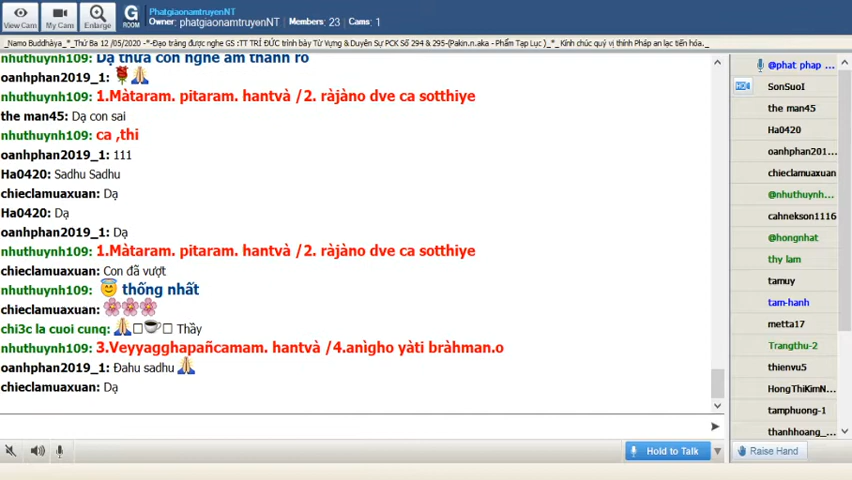 View Cam
My Cam
Enlarge
G
ROOM
PhatgiaonamtruyenNT
Owner: phatgiaonamtruyenNT Members: 23 Cams: 1
_Namo Buddhàya_*_Thứ Ba 12 /05/2020 -*-Đạo tràng được nghe GS :TT TRÍ ĐỨC trình bày Từ Vựng & Duyên Sự PCK Số 294 & 295-(Pakin.n.aka - Phẩm Tạp Lục )_*_ Kính chúc quý vị thính Pháp an lạc tiến hóa._
nhuthuynh109: Dạ thưa con nghe âm thanh rõ
oanhphan2019_1:
nhuthuynh109: 1.Màtaram. pitaram. hantvà /2. ràjàno dve ca sotthiye
the man45: Dạ con sai
nhuthuynh109: ca ,thi
oanhphan2019_1: 111
Ha0420: Sadhu Sadhu
chieclamuaxuan: Dạ
Ha0420: Dạ
oanhphan2019_1: Dạ
nhuthuynh109: 1.Màtaram. pitaram. hantvà /2. ràjàno dve ca sotthiye
chieclamuaxuan: Con đã vượt
nhuthuynh109: thống nhất
chieclamuaxuan:
chi3c la cuoi cunq: Thầy
nhuthuynh109: 3.Veyyagghapañcamam. hantvà /4.anìgho yàti bràhman.o
oanhphan2019_1: Đahu sadhu
chieclamuaxuan: Dạ
@phat phap ...
SonSuoI
the man45
Ha0420
oanhphan201...
chieclamuaxuan
@nhuthuynh...
cahnekson1116
@hongnhat
thy lam
tamuy
tam-hanh
metta17
Trangthu-2
thienvu5
HongThiKimN...
tamphuong-1
thanhhoang_...
Hold to Talk
Raise Hand